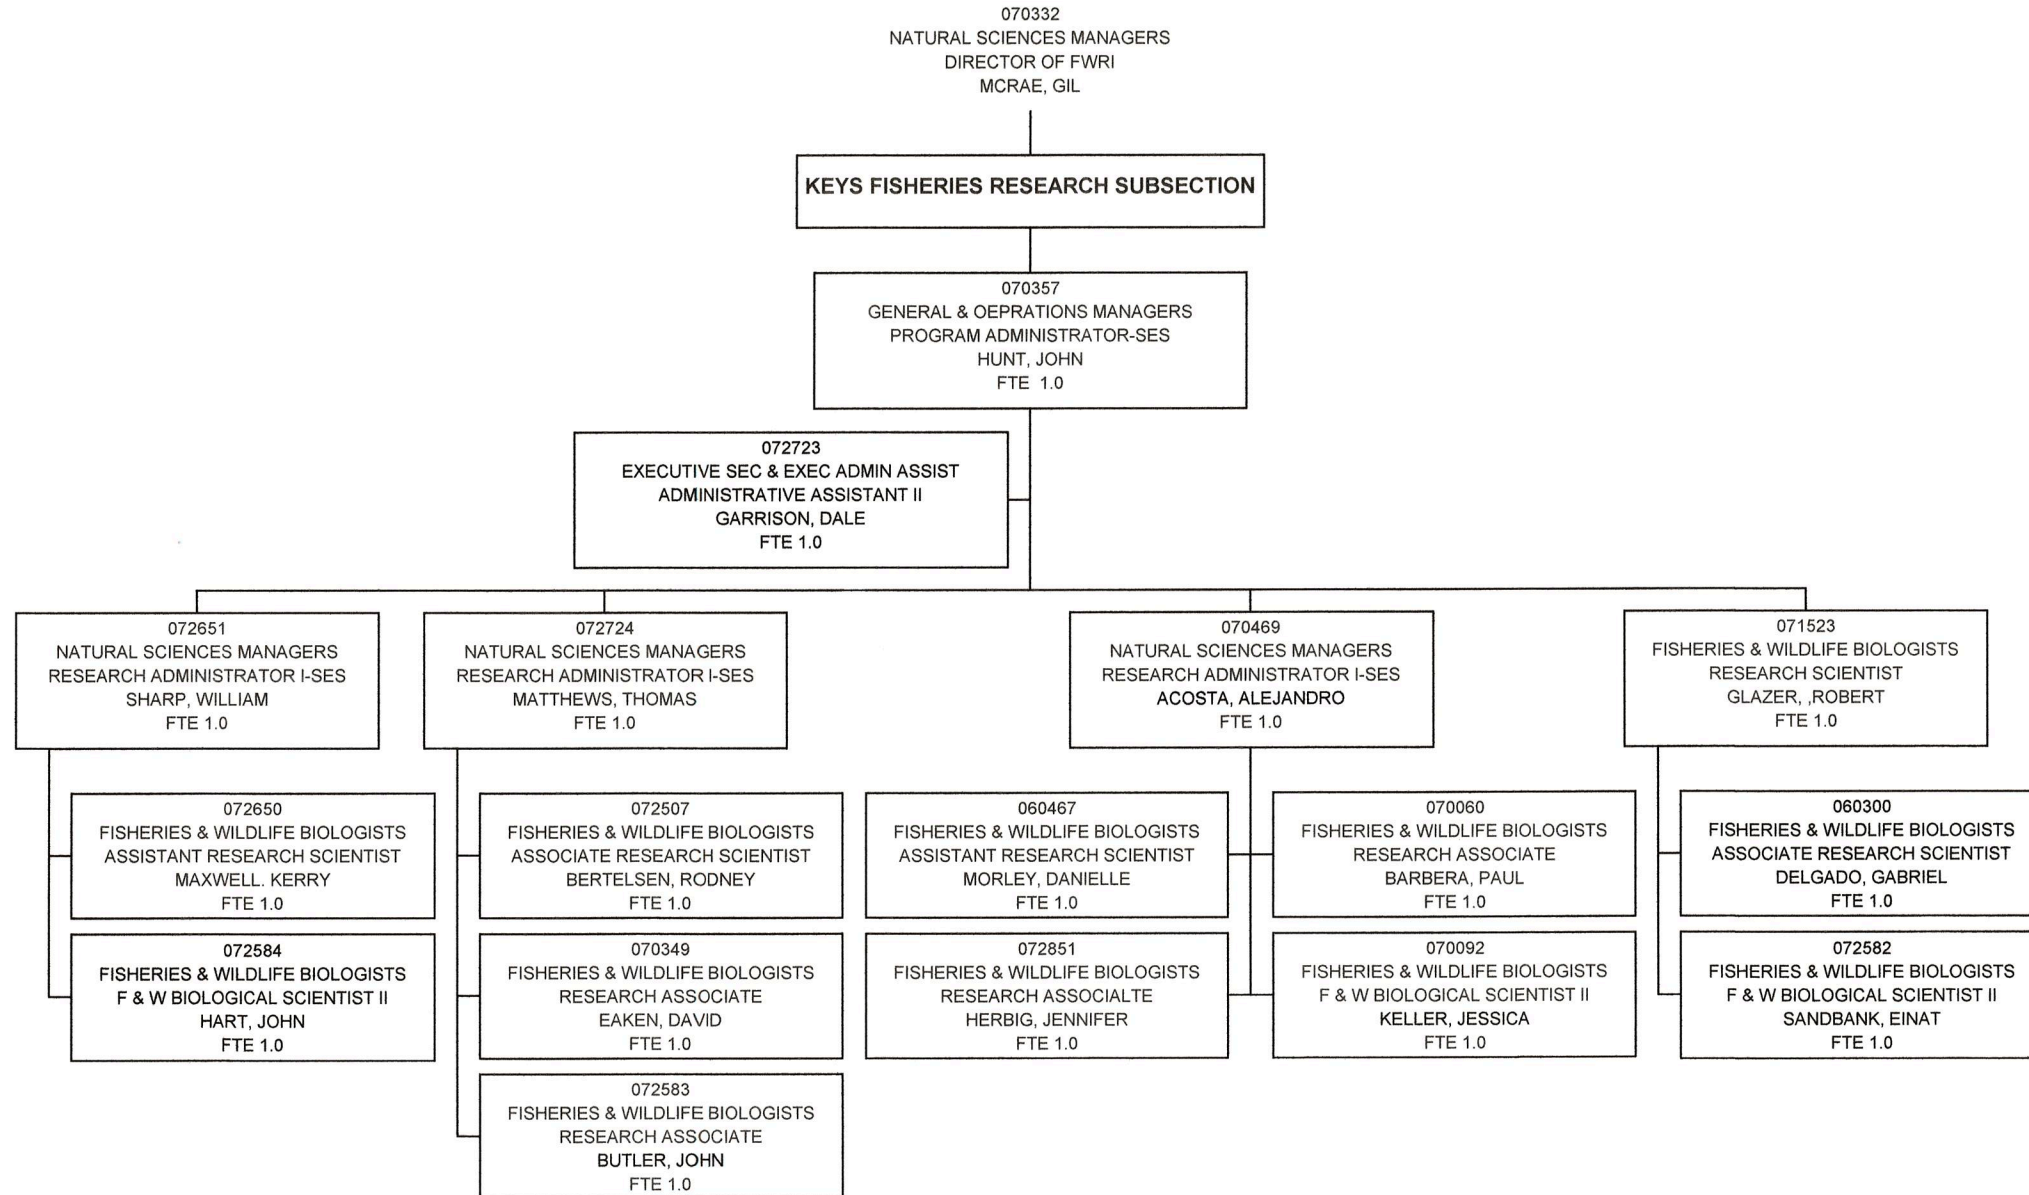 070332
NATURAL SCIENCES MANAGERS
DIRECTOR OF FWRI
MCRAE, GIL
KEYS FISHERIES RESEARCH SUBSECTION
070357
GENERAL & OEPRATIONS MANAGERS
PROGRAM ADMINISTRATOR-SES
HUNT, JOHN
FTE 1.0
072723
EXECUTIVE SEC & EXEC ADMIN ASSIST
ADMINISTRATIVE ASSISTANT II
GARRISON, DALE
FTE 1.0
072651
NATURAL SCIENCES MANAGERS
RESEARCH ADMINISTRATOR I-SES
SHARP, WILLIAM
FTE 1.0
072724
NATURAL SCIENCES MANAGERS
RESEARCH ADMINISTRATOR I-SES
MATTHEWS, THOMAS
FTE 1.0
070469
NATURAL SCIENCES MANAGERS
RESEARCH ADMINISTRATOR I-SES
ACOSTA, ALEJANDRO
FTE 1.0
071523
FISHERIES & WILDLIFE BIOLOGISTS
RESEARCH SCIENTIST
GLAZER, ,ROBERT
FTE 1.0
072650
FISHERIES & WILDLIFE BIOLOGISTS
ASSISTANT RESEARCH SCIENTIST
MAXWELL. KERRY
FTE 1.0
072507
FISHERIES & WILDLIFE BIOLOGISTS
ASSOCIATE RESEARCH SCIENTIST
BERTELSEN, RODNEY
FTE 1.0
060467
FISHERIES & WILDLIFE BIOLOGISTS
ASSISTANT RESEARCH SCIENTIST
MORLEY, DANIELLE
FTE 1.0
070060
FISHERIES & WILDLIFE BIOLOGISTS
RESEARCH ASSOCIATE
BARBERA, PAUL
FTE 1.0
060300
FISHERIES & WILDLIFE BIOLOGISTS
ASSOCIATE RESEARCH SCIENTIST
DELGADO, GABRIEL
FTE 1.0
072584
FISHERIES & WILDLIFE BIOLOGISTS
F & W BIOLOGICAL SCIENTIST II
HART, JOHN
FTE 1.0
070349
FISHERIES & WILDLIFE BIOLOGISTS
RESEARCH ASSOCIATE
EAKEN, DAVID
FTE 1.0
072851
FISHERIES & WILDLIFE BIOLOGISTS
RESEARCH ASSOCIALTE
HERBIG, JENNIFER
FTE 1.0
070092
FISHERIES & WILDLIFE BIOLOGISTS
F & W BIOLOGICAL SCIENTIST II
KELLER, JESSICA
FTE 1.0
072582
FISHERIES & WILDLIFE BIOLOGISTS
F & W BIOLOGICAL SCIENTIST II
SANDBANK, EINAT
FTE 1.0
072583
FISHERIES & WILDLIFE BIOLOGISTS
RESEARCH ASSOCIATE
BUTLER, JOHN
FTE 1.0